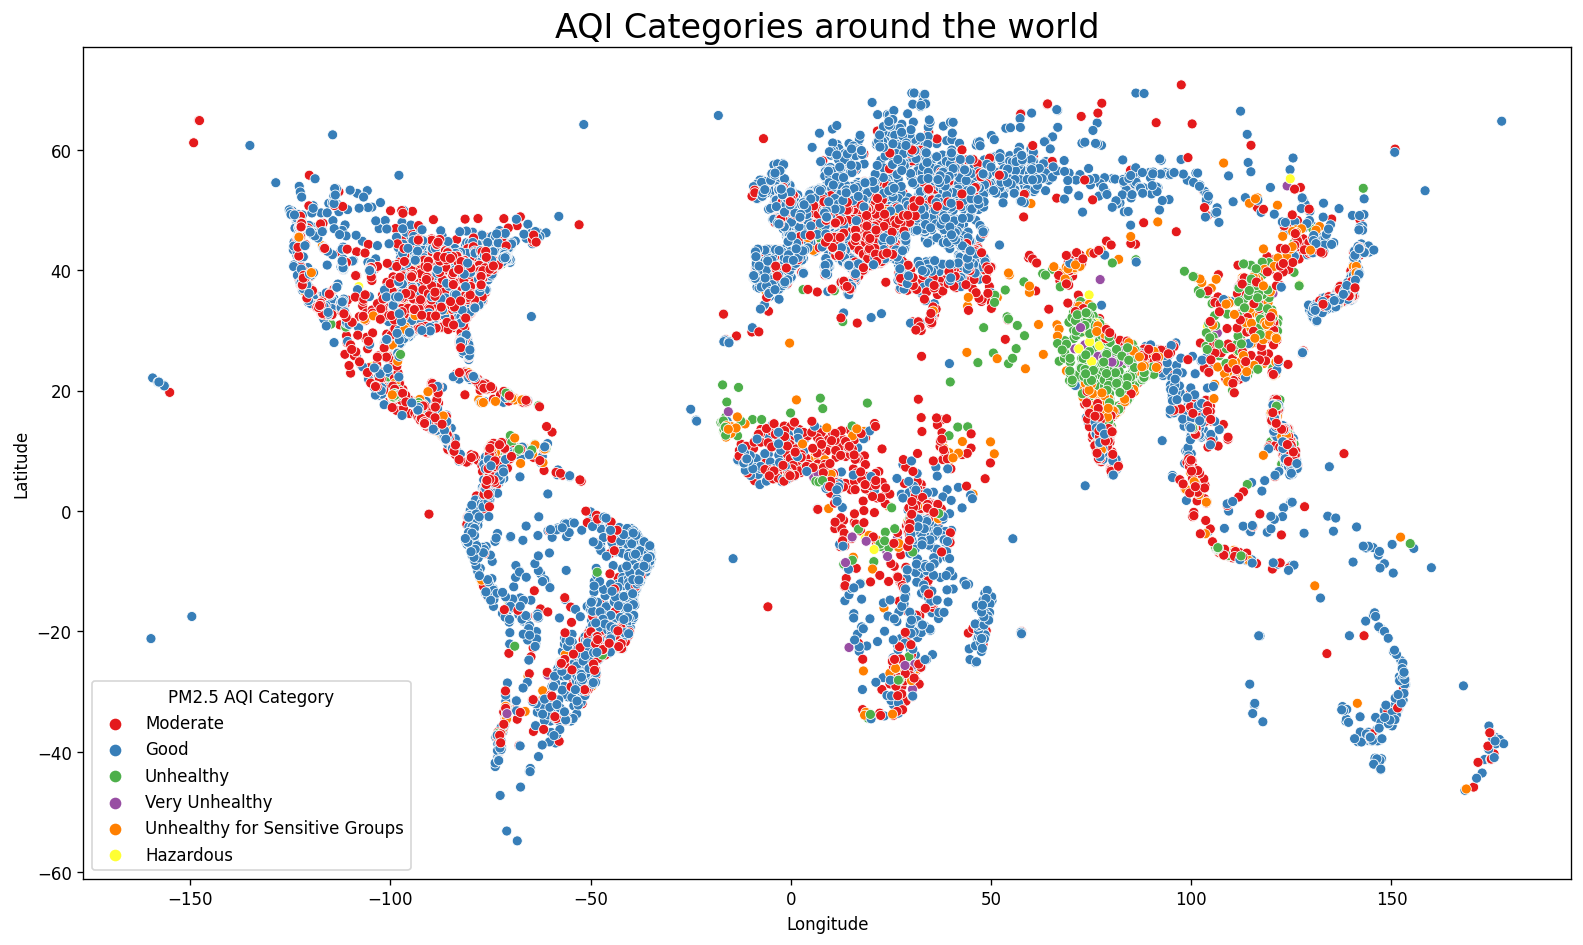 AQI Categories around the world
Latitude
60
40
20
0
−20
−40
−60
PM2.5 AQI Category
Moderate
Good
Unhealthy
Very Unhealthy
Unhealthy for Sensitive Groups
Hazardous
−150 −100 −50 0 50 100 150
Longitude